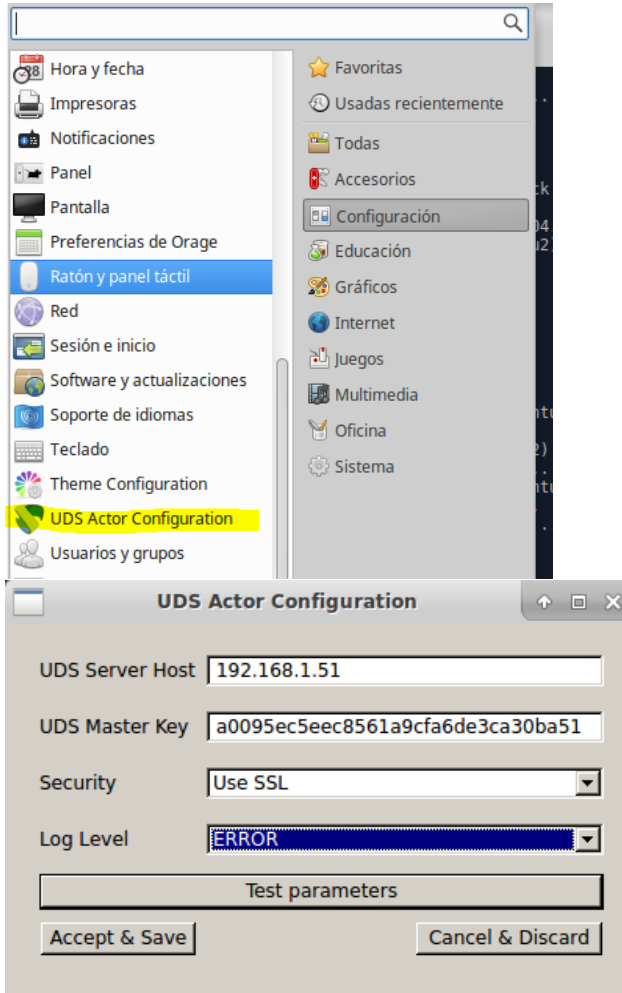 Hora y fecha
Impresoras
Notificaciones
Panel
Pantalla
Preferencias de Orage
Ratón y panel táctil
Red
Sesión e inicio
Software y actualizaciones
Soporte de idiomas
Teclado
Theme Configuration
UDS Actor Configuration
Usuarios y grupos
Favoritas
Usadas recientemente
Todas
Accesorios
Configuración
Educación
Gráficos
Internet
Juegos
Multimedia
Oficina
Sistema
UDS Actor Configuration
UDS Server Host 192.168.1.51
UDS Master Key a0095ec5eec8561a9cfa6de3ca30ba51
Security Use SSL
Log Level ERROR
Test parameters
Accept & Save Cancel & Discard